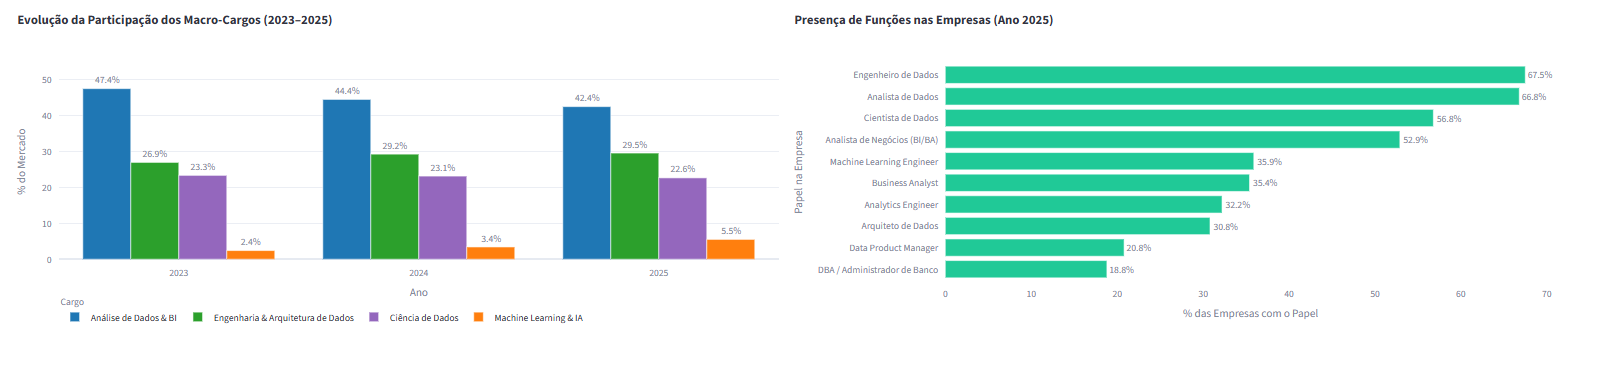 Evolução da Participação dos Macro-Cargos (2023–2025)
% do Mercado
50
40
30
20
10
0
47.4%
26.9%
23.3%
2.4%
44.4%
29.2%
23.1%
3.4%
42.4%
29.5%
22.6%
5.5%
2023
2024
2025
Ano
Cargo
Análise de Dados & BI
Engenharia & Arquitetura de Dados
Ciência de Dados
Machine Learning & IA
Presença de Funções nas Empresas (Ano 2025)
Papel na Empresa
Engenheiro de Dados 67.5%
Analista de Dados 66.8%
Cientista de Dados 56.8%
Analista de Negócios (BI/BA) 52.9%
Machine Learning Engineer 35.9%
Business Analyst 35.4%
Analytics Engineer 32.2%
Arquiteto de Dados 30.8%
Data Product Manager 20.8%
DBA / Administrador de Banco 18.8%
0 10 20 30 40 50 60 70
% das Empresas com o Papel